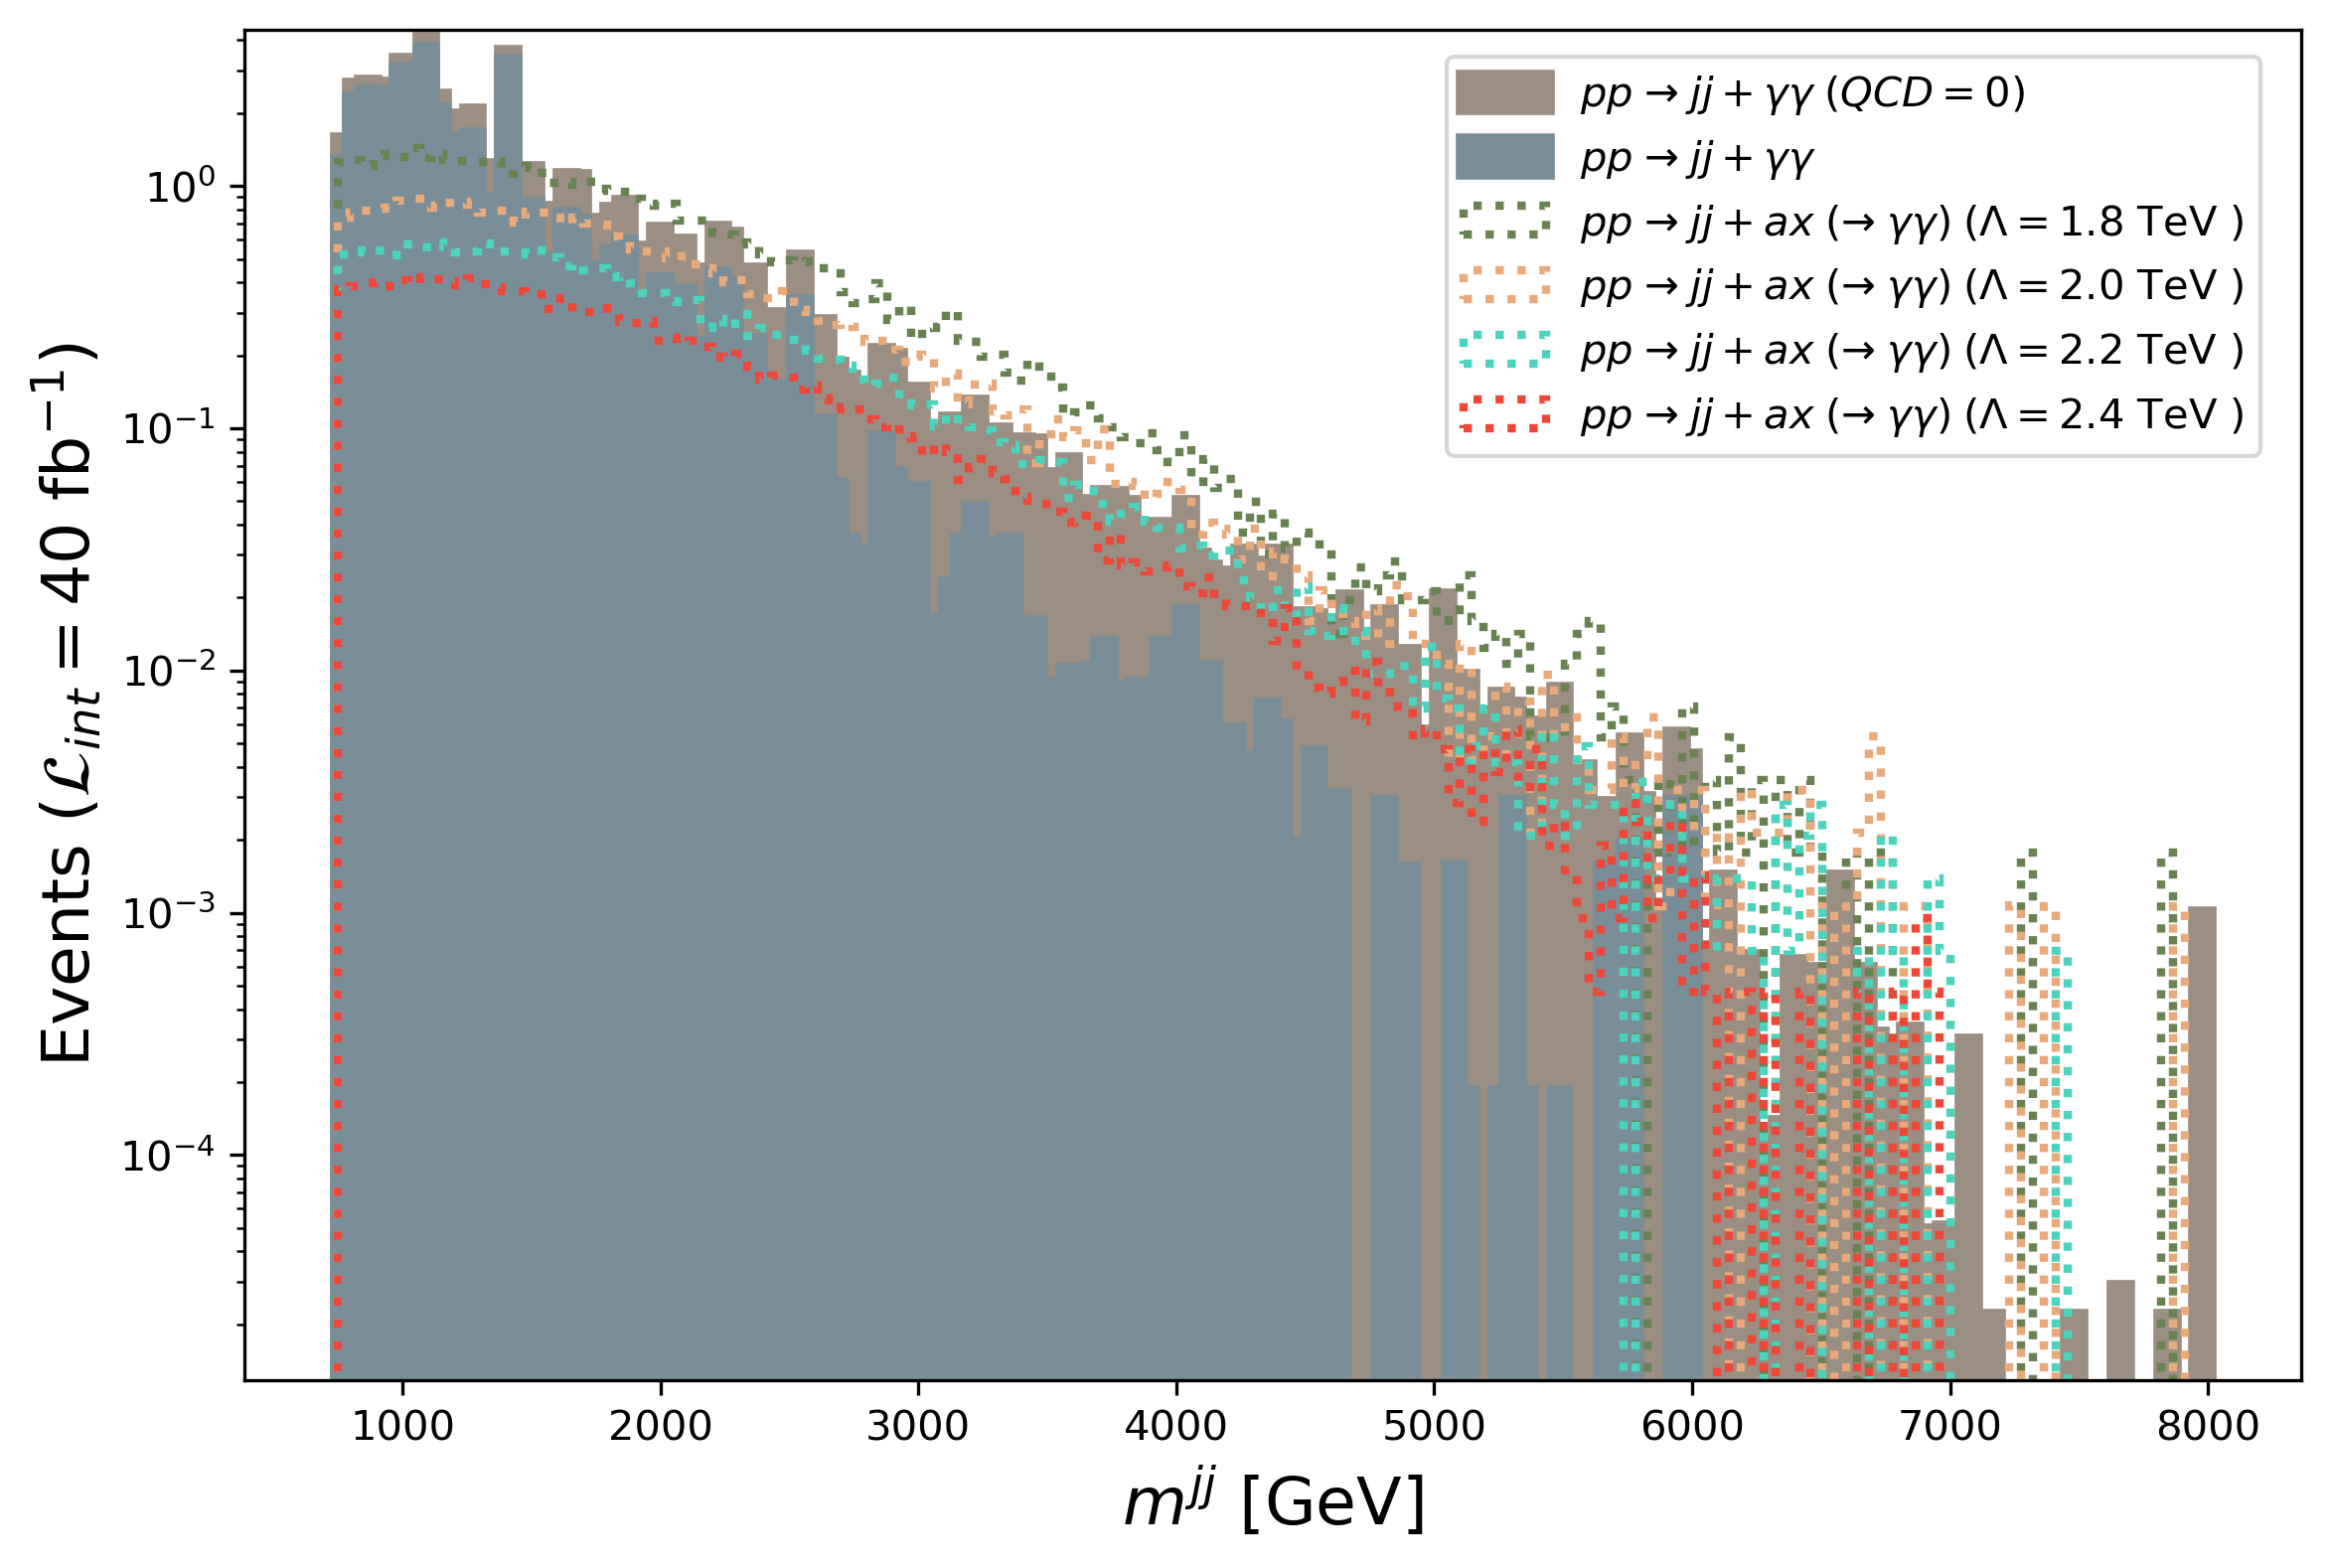 pp → jj + γγ (QCD = 0)
pp → jj + γγ
pp → jj + ax (→ γγ) (Λ = 1.8 TeV )
pp → jj + ax (→ γγ) (Λ = 2.0 TeV )
pp → jj + ax (→ γγ) (Λ = 2.2 TeV )
pp → jj + ax (→ γγ) (Λ = 2.4 TeV )
Events (ℒ_int = 40 fb⁻¹)
10⁰
10⁻¹
10⁻²
10⁻³
10⁻⁴
1000 2000 3000 4000 5000 6000 7000 8000
m^jj [GeV]